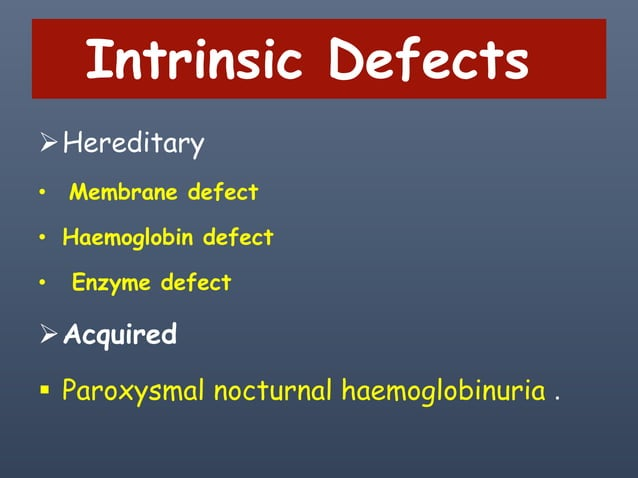 Intrinsic Defects
➢Hereditary
• Membrane defect
• Haemoglobin defect
• Enzyme defect
➢Acquired
▪ Paroxysmal nocturnal haemoglobinuria .